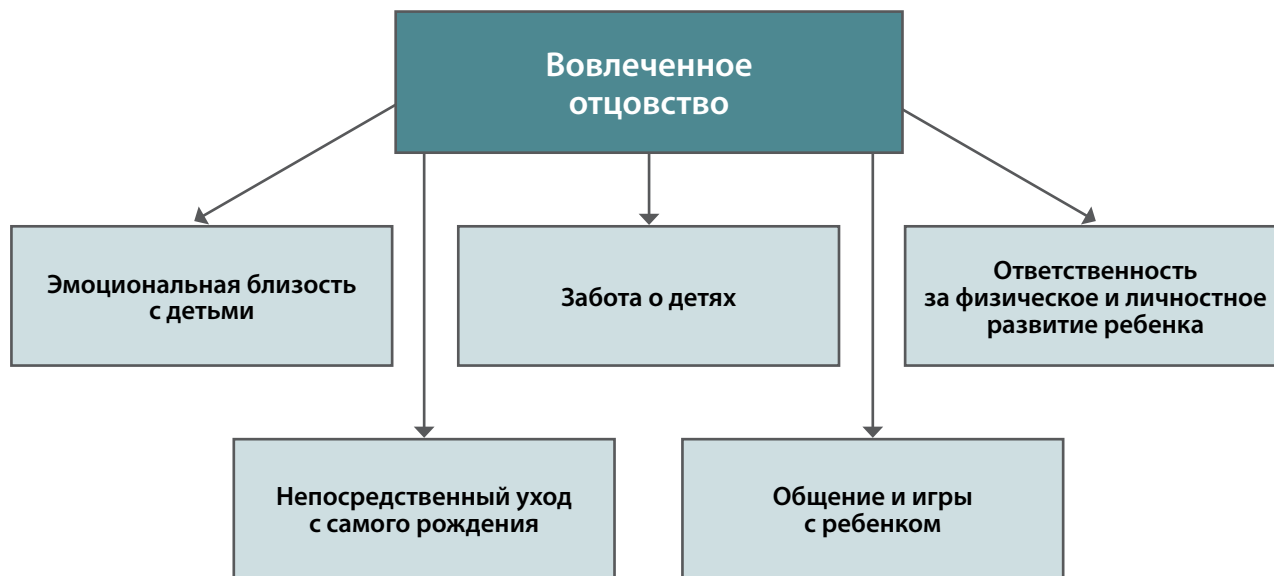 Вовлеченное
отцовство
Эмоциональная близость
с детьми
Забота о детях
Ответственность
за физическое и личностное
развитие ребенка
Непосредственный уход
с самого рождения
Общение и игры
с ребенком